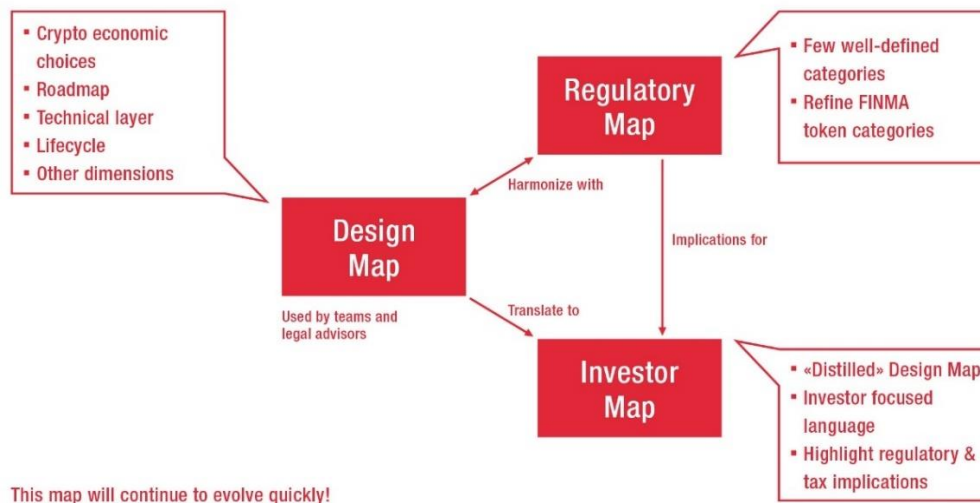 ▪ Crypto economic
choices
▪ Roadmap
▪ Technical layer
▪ Lifecycle
▪ Other dimensions
Regulatory
Map
▪ Few well-defined
categories
▪ Refine FINMA
token categories
Harmonize with
Design
Map
Implications for
Used by teams and
legal advisors
Translate to
Investor
Map
▪ «Distilled» Design Map
▪ Investor focused
language
▪ Highlight regulatory &
tax implications
This map will continue to evolve quickly!